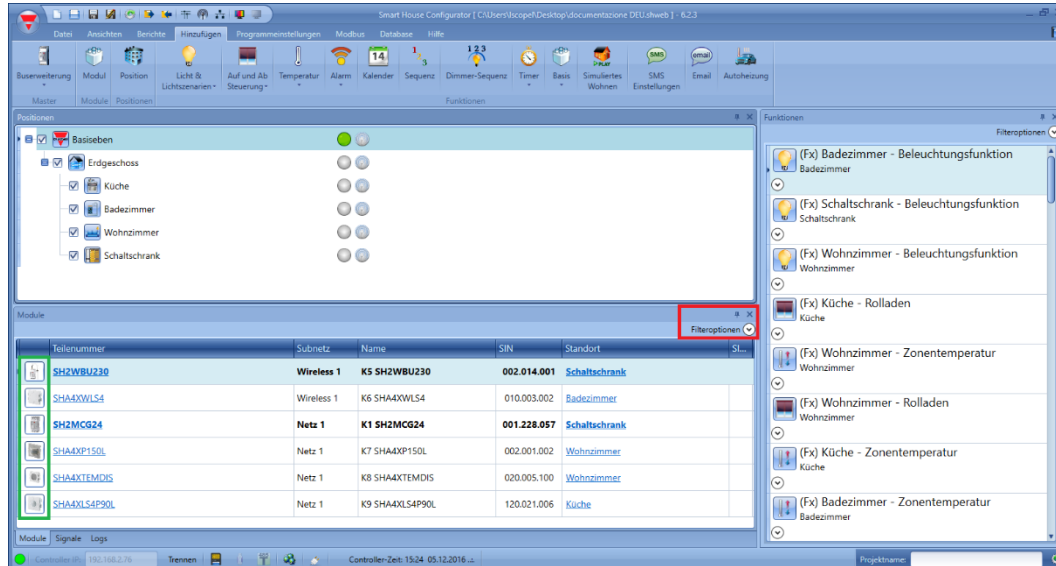 Smart House Configurator [ C:\Users\lscopel\Desktop\documentazione DEU.shweb ] - 6.2.3
Datei Ansichten Berichte Hinzufügen Programmeinstellungen Modbus Database Hilfe
Buserweiterung Modul Position Licht & Lichtszenarien Auf und Ab Steuerung Temperatur Alarm Kalender Sequenz Dimmer-Sequenz Timer Basis Simuliertes Wohnen SMS Einstellungen Email Autoheizung
Master Module Positionen Funktionen
Positionen
Basiseben
Erdgeschoss
Küche
Badezimmer
Wohnzimmer
Schaltschrank
Module
Filteroptionen
Teilenummer Subnetz Name SIN Standort SI...
SH2WBU230 Wireless 1 K5 SH2WBU230 002.014.001 Schaltschrank
SHA4XWLS4 Wireless 1 K6 SHA4XWLS4 010.003.002 Badezimmer
SH2MCG24 Netz 1 K1 SH2MCG24 001.228.057 Schaltschrank
SHA4XP150L Netz 1 K7 SHA4XP150L 002.001.002 Wohnzimmer
SHA4XTEMDIS Netz 1 K8 SHA4XTEMDIS 020.005.100 Wohnzimmer
SHA4XLS4P90L Netz 1 K9 SHA4XLS4P90L 120.021.006 Küche
Module Signale Logs
Funktionen
Filteroptionen
(Fx) Badezimmer - Beleuchtungsfunktion
Badezimmer
(Fx) Schaltschrank - Beleuchtungsfunktion
Schaltschrank
(Fx) Wohnzimmer - Beleuchtungsfunktion
Wohnzimmer
(Fx) Küche - Rolladen
Küche
(Fx) Wohnzimmer - Zonentemperatur
Wohnzimmer
(Fx) Wohnzimmer - Rolladen
Wohnzimmer
(Fx) Küche - Zonentemperatur
Küche
(Fx) Badezimmer - Zonentemperatur
Badezimmer
Controller IP: 192.168.2.76 Trennen Controller-Zeit: 15:24 05.12.2016 .: Projektname: